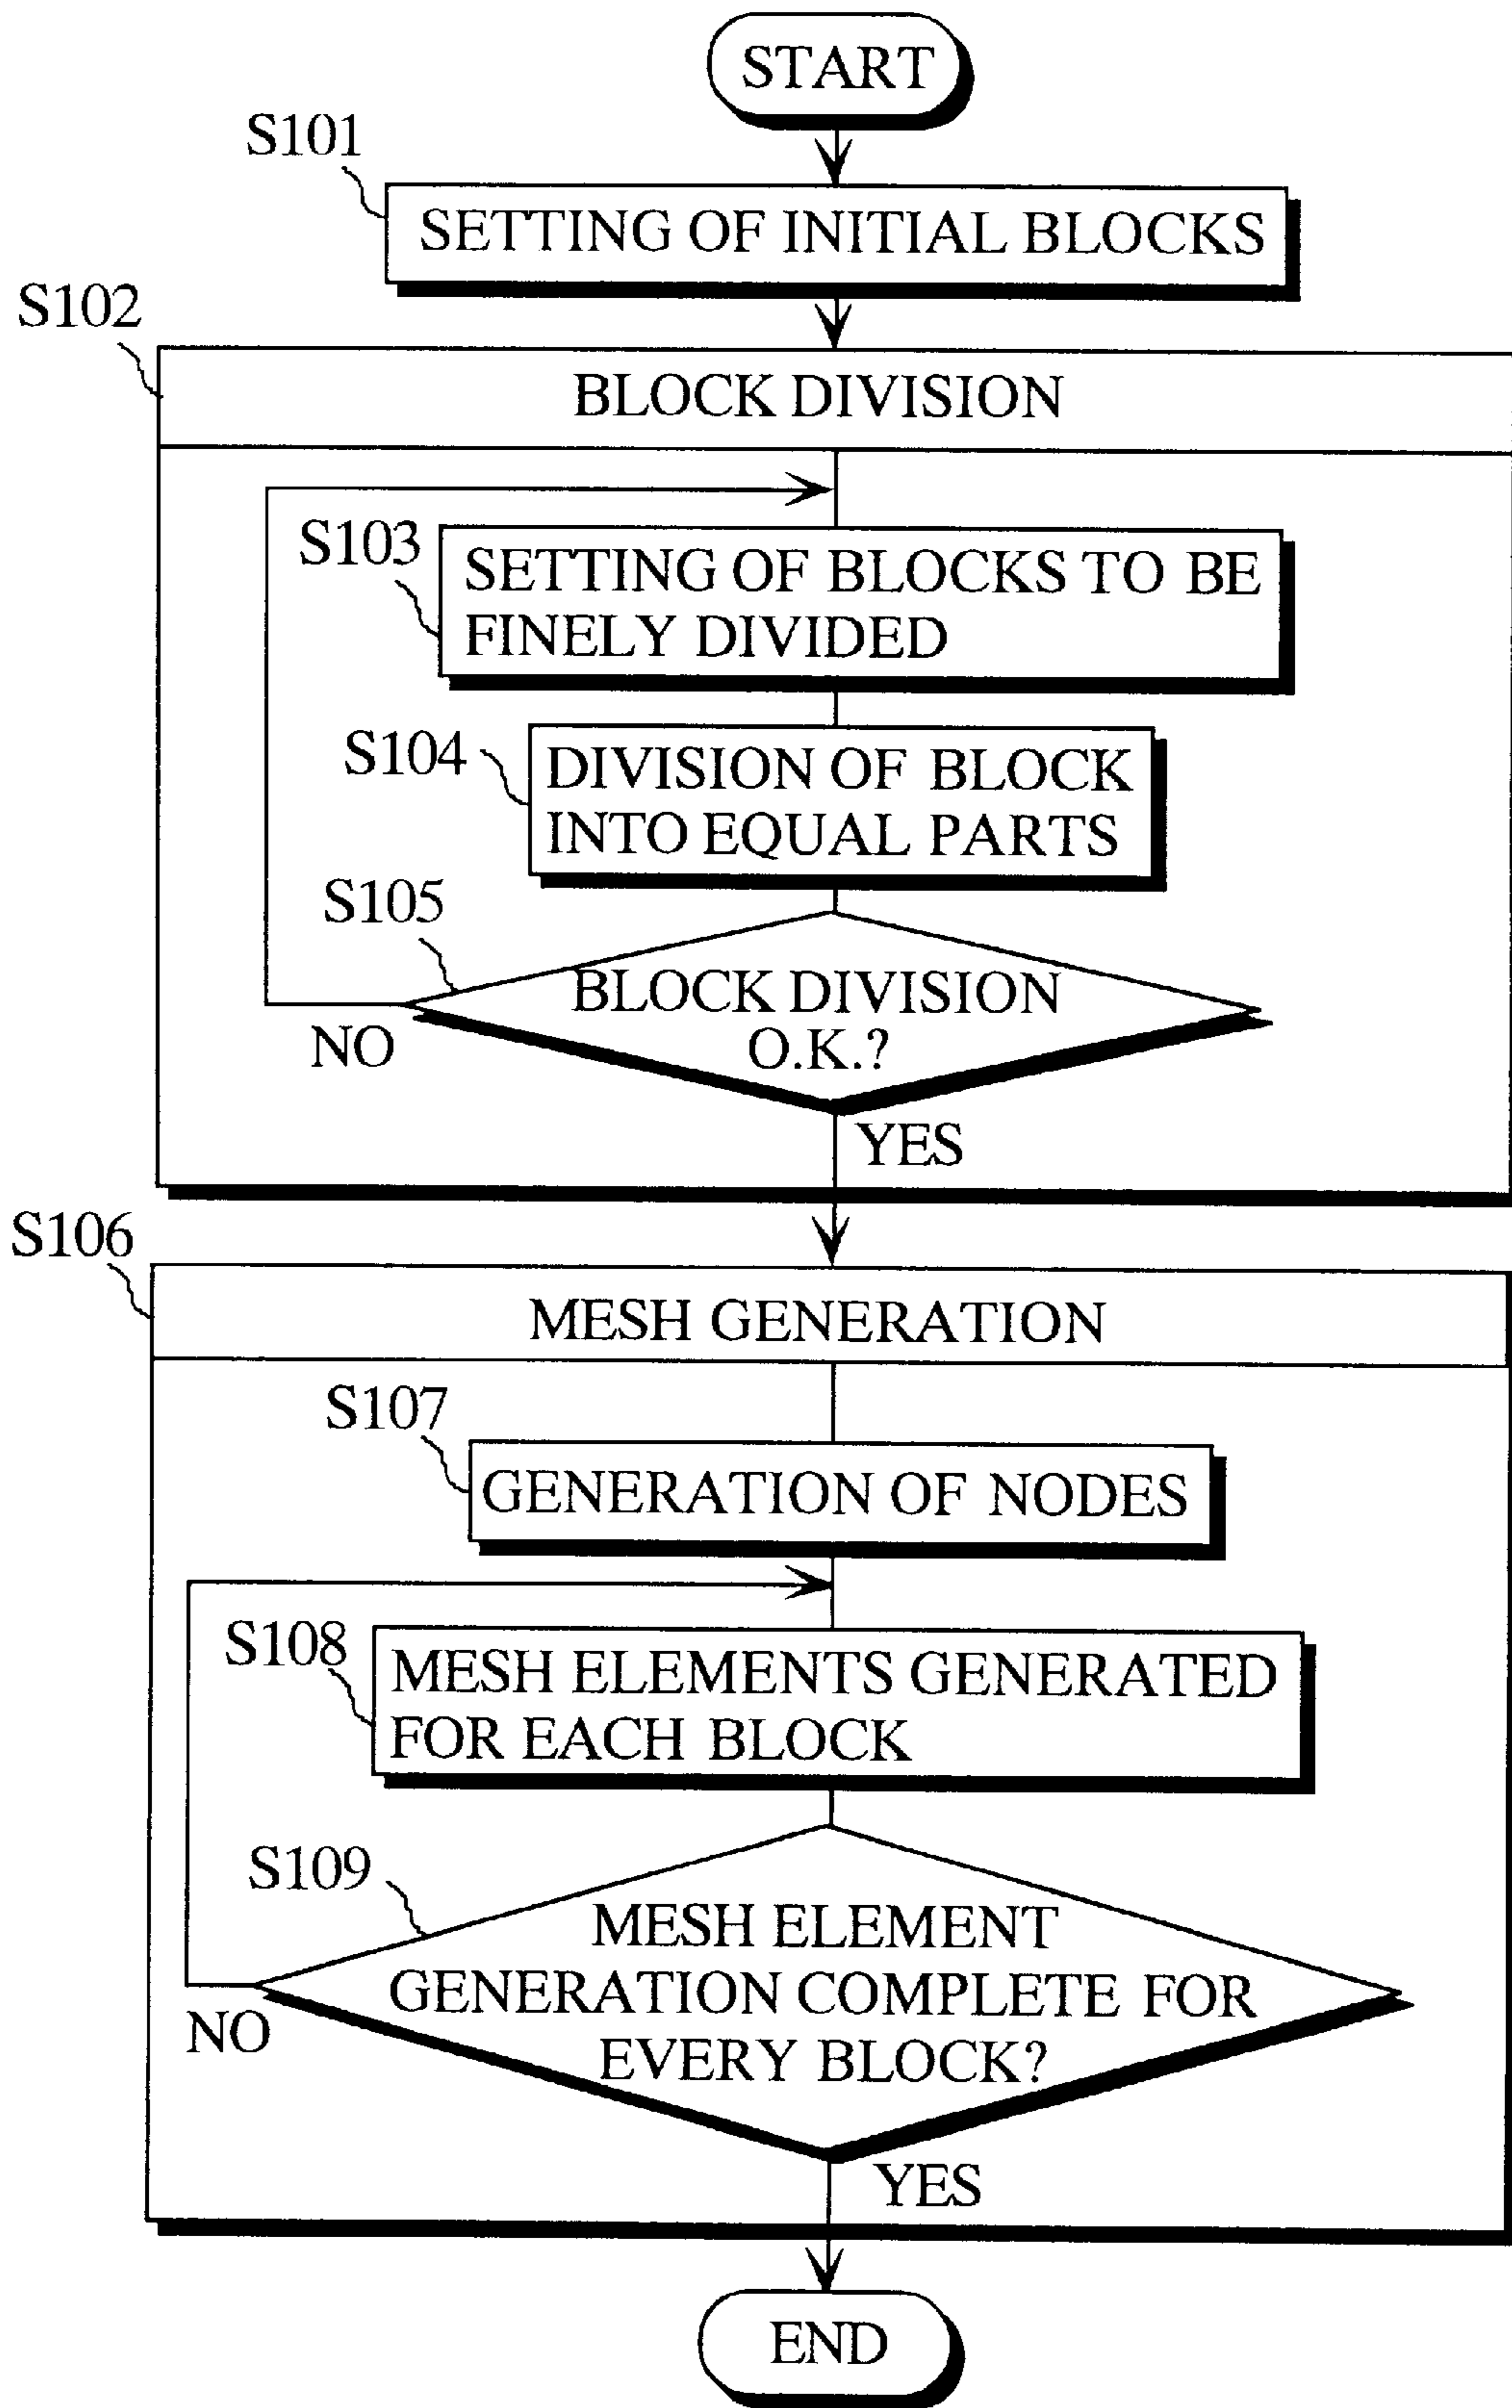 START
S101
SETTING OF INITIAL BLOCKS
S102
BLOCK DIVISION
S103
SETTING OF BLOCKS TO BE
FINELY DIVIDED
S104
DIVISION OF BLOCK
INTO EQUAL PARTS
S105
BLOCK DIVISION
O.K.?
NO
YES
S106
MESH GENERATION
S107
GENERATION OF NODES
S108
MESH ELEMENTS GENERATED
FOR EACH BLOCK
S109
MESH ELEMENT
GENERATION COMPLETE FOR
EVERY BLOCK?
NO
YES
END